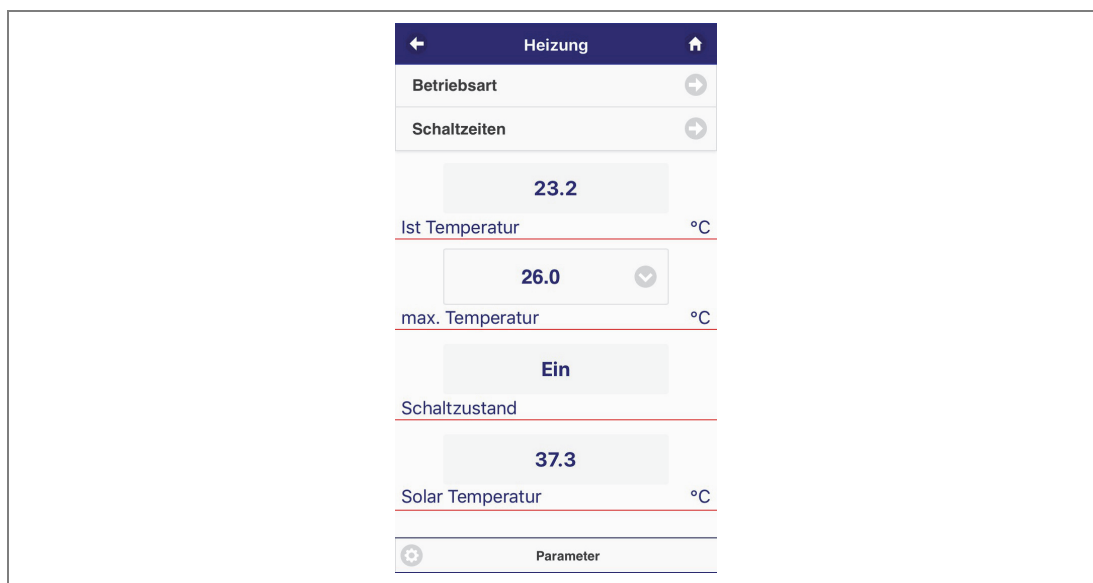 Heizung
Betriebsart
Schaltzeiten
23.2
Ist Temperatur °C
26.0
max. Temperatur °C
Ein
Schaltzustand
37.3
Solar Temperatur °C
Parameter